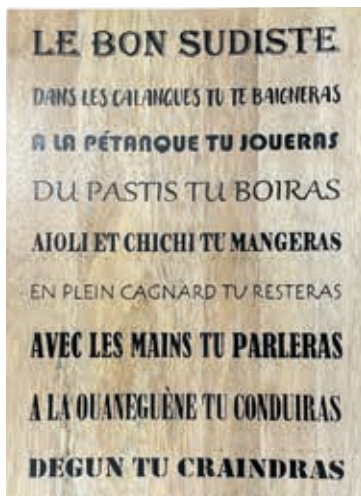 LE BON SUDISTE
DANS LES CALANQUES TU TE BAIGNERAS
A LA PÉTANQUE TU JOUERAS
DU PASTIS TU BOIRAS
AIOLI ET CHICHI TU MANGERAS
EN PLEIN CAGNARD TU RESTERAS
AVEC LES MAINS TU PARLERAS
A LA OUANEGUÈNE TU CONDUIRAS
DEGUN TU CRAINDRAS